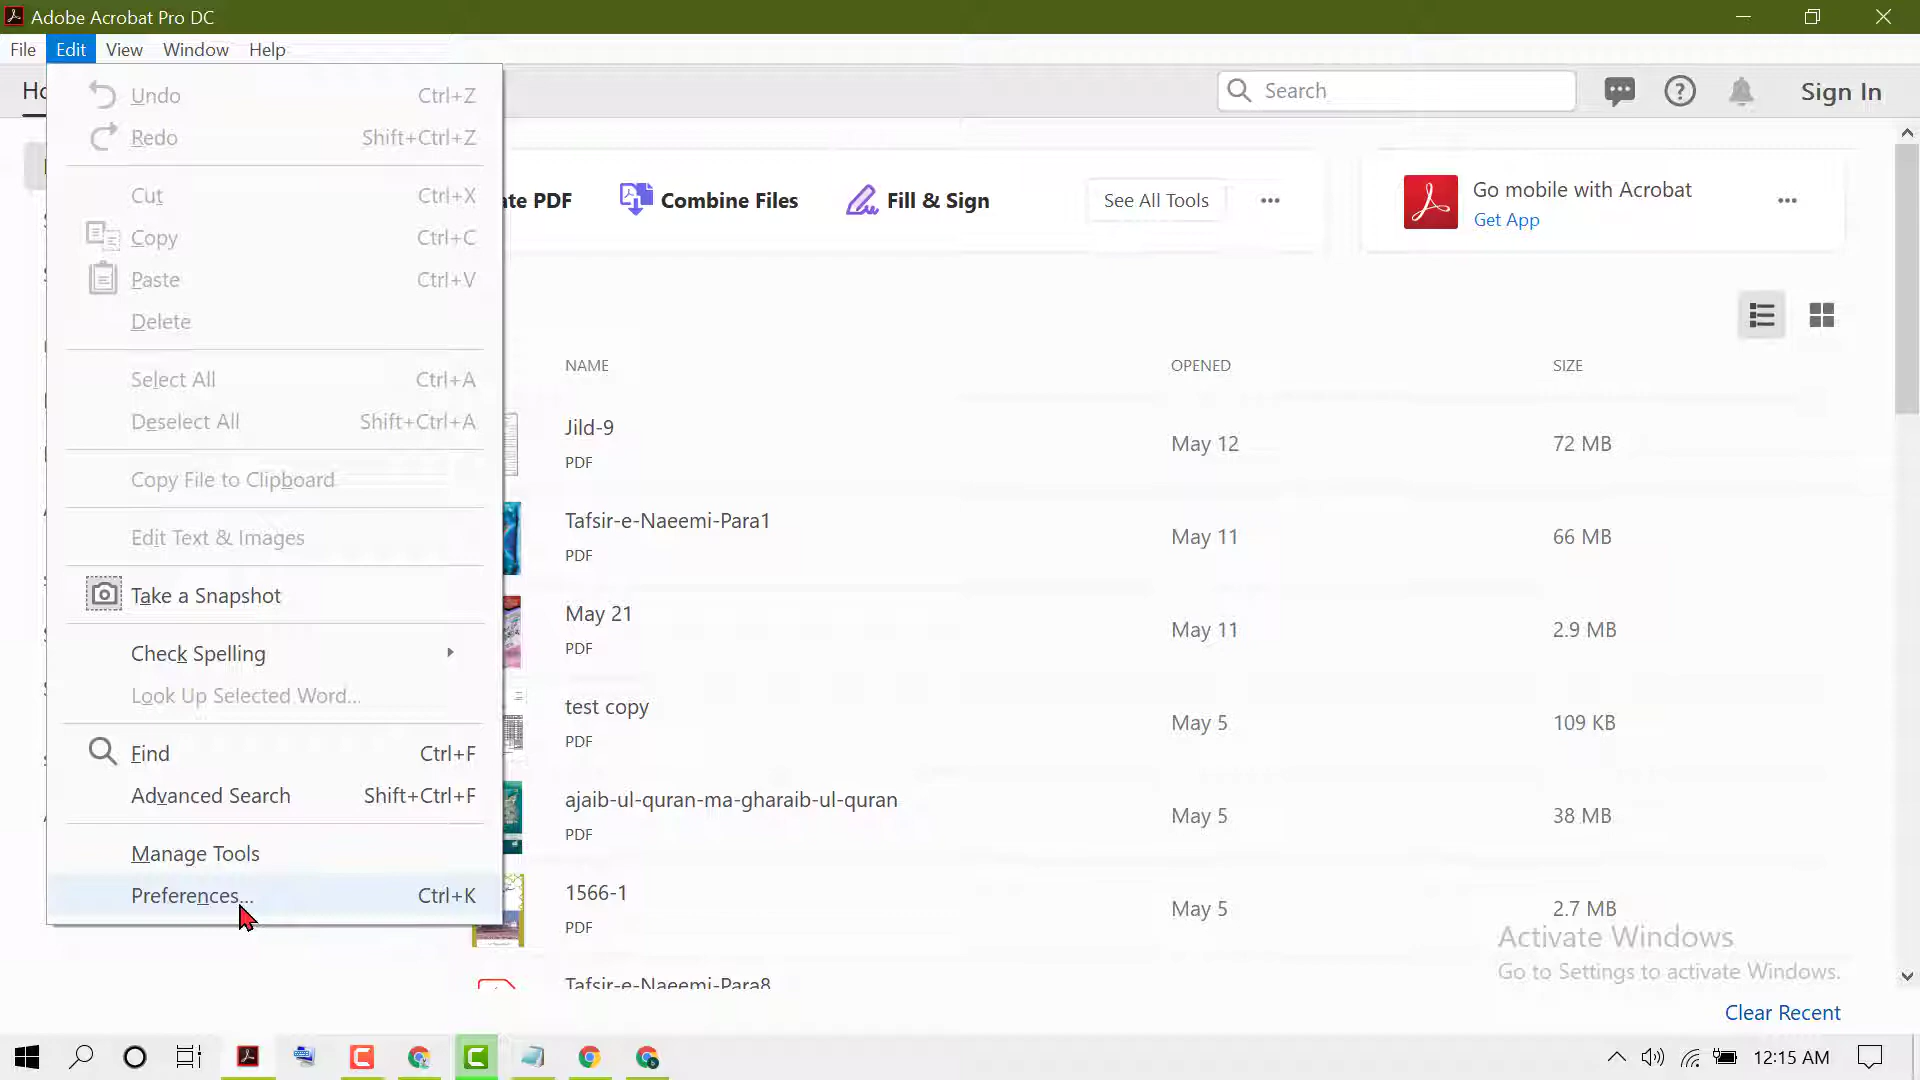 Adobe Acrobat Pro DC
File Edit View Window Help
Ho
Search
Sign In
Undo Ctrl+Z
Redo Shift+Ctrl+Z
Cut Ctrl+X
Copy Ctrl+C
Paste Ctrl+V
Delete
Select All Ctrl+A
Deselect All Shift+Ctrl+A
Copy File to Clipboard
Edit Text & Images
Take a Snapshot
Check Spelling
Look Up Selected Word...
Find Ctrl+F
Advanced Search Shift+Ctrl+F
Manage Tools
Preferences... Ctrl+K
te PDF Combine Files Fill & Sign See All Tools
Go mobile with Acrobat
Get App
NAME OPENED SIZE
Jild-9 May 12 72 MB
PDF
Tafsir-e-Naeemi-Para1 May 11 66 MB
PDF
May 21 May 11 2.9 MB
PDF
test copy May 5 109 KB
PDF
ajaib-ul-quran-ma-gharaib-ul-quran May 5 38 MB
PDF
1566-1 May 5 2.7 MB
PDF
Tafsir-e-Naeemi-Para8
Activate Windows
Go to Settings to activate Windows.
Clear Recent
12:15 AM